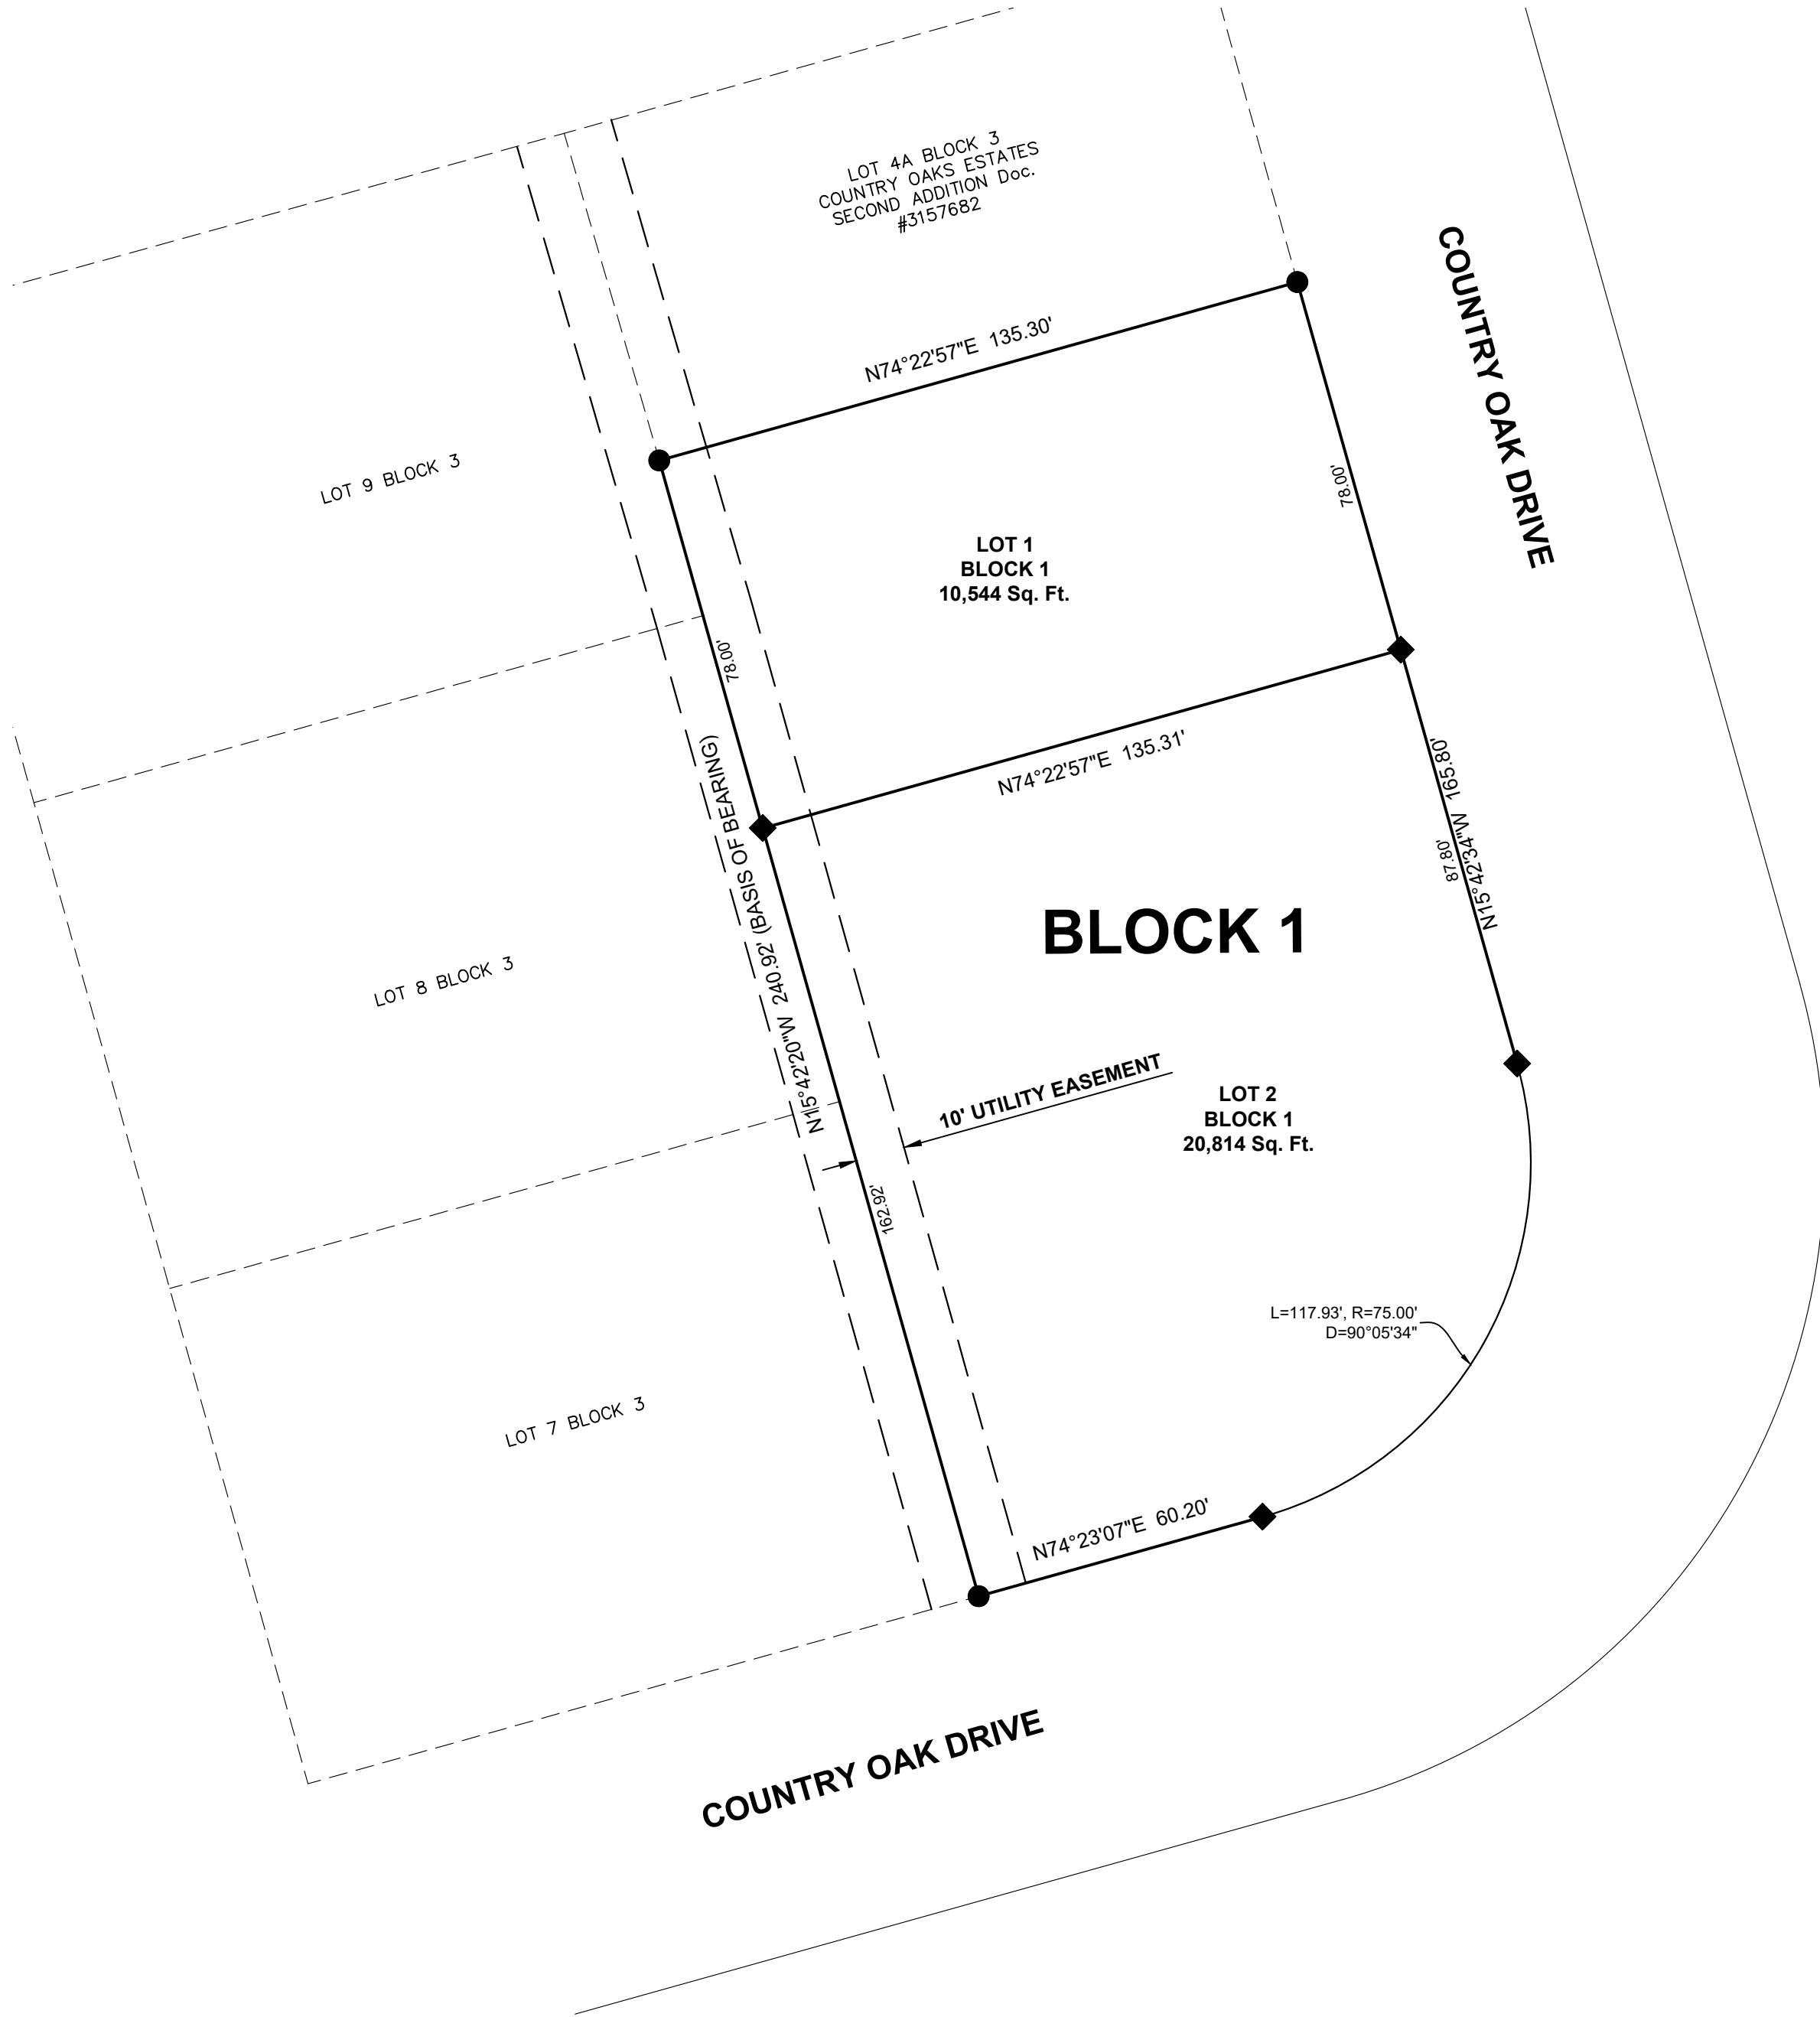 LOT 4A BLOCK 3
COUNTRY OAKS ESTATES
SECOND ADDITION Doc.
#3157682
COUNTRY OAK DRIVE
N74°22'57"E 135.30'
LOT 9 BLOCK 3
78.00'
LOT 1
BLOCK 1
10,544 Sq. Ft.
78.00'
N74°22'57"E 135.31'
N15°42'34"W 165.80'
87.80'
N15°42'20"W 240.92' (BASIS OF BEARING)
BLOCK 1
LOT 8 BLOCK 3
10' UTILITY EASEMENT
LOT 2
BLOCK 1
20,814 Sq. Ft.
162.92'
L=117.93', R=75.00'
D=90°05'34"
LOT 7 BLOCK 3
N74°23'07"E 60.20'
COUNTRY OAK DRIVE